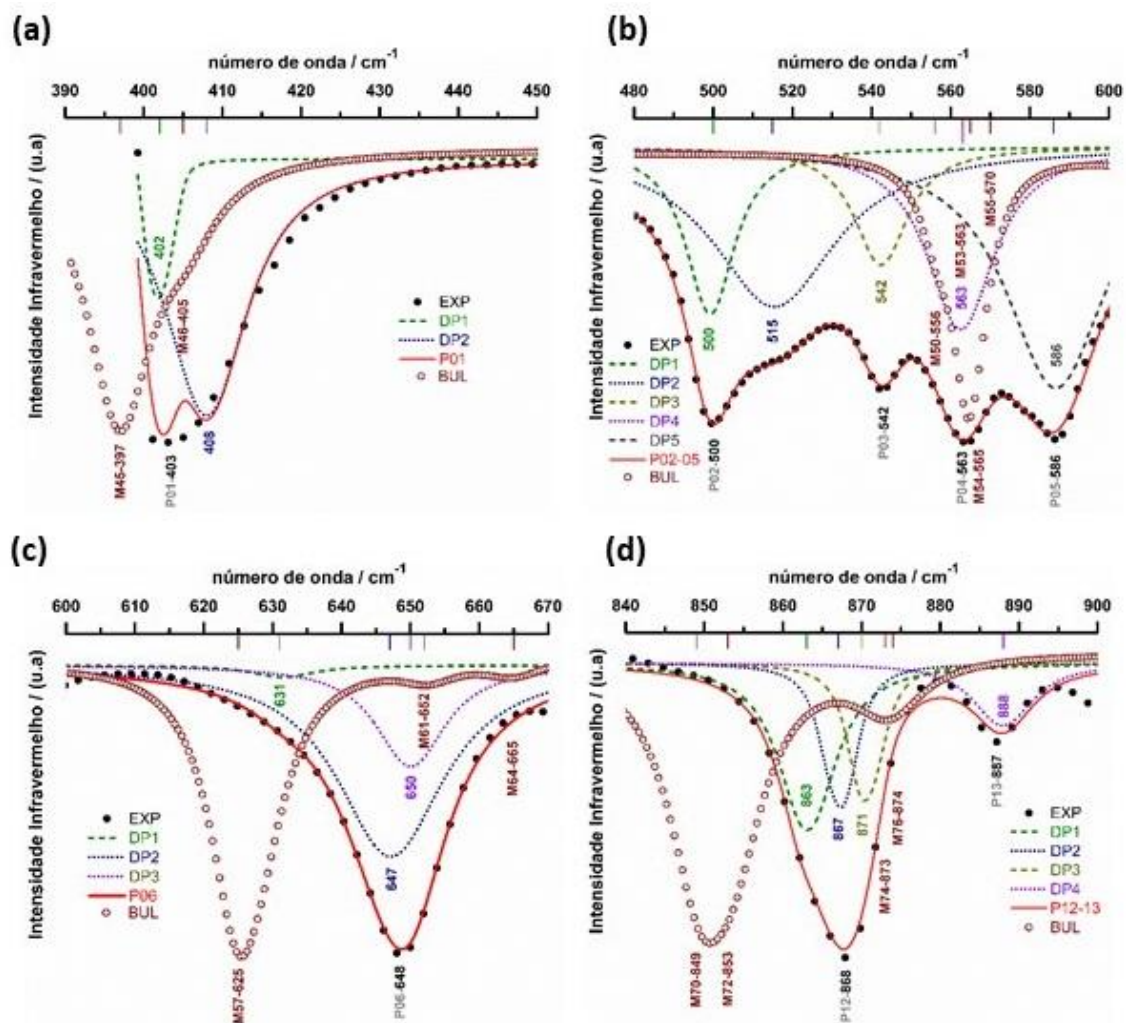 (a)
número de onda / cm⁻¹
390 400 410 420 430 440 450
Intensidade Infravermelho / (u.a)
402
M46-405
408
M45-397
P01-403
EXP
DP1
DP2
P01
BUL
(b)
número de onda / cm⁻¹
480 500 520 540 560 580 600
Intensidade Infravermelho / (u.a)
500
515
542
M50-556
M53-563
563
M55-570
586
P02-500
P03-542
P04-563
M54-565
P05-586
EXP
DP1
DP2
DP3
DP4
DP5
P02-05
BUL
(c)
número de onda / cm⁻¹
600 610 620 630 640 650 660 670
Intensidade Infravermelho / (u.a)
631
M61-652
650
M64-665
647
M57-625
P06-648
EXP
DP1
DP2
DP3
P06
BUL
(d)
número de onda / cm⁻¹
840 850 860 870 880 890 900
Intensidade Infravermelho / (u.a)
863
867
871
M74-873
M76-874
888
P13-887
M70-849
M72-853
P12-868
EXP
DP1
DP2
DP3
DP4
P12-13
BUL